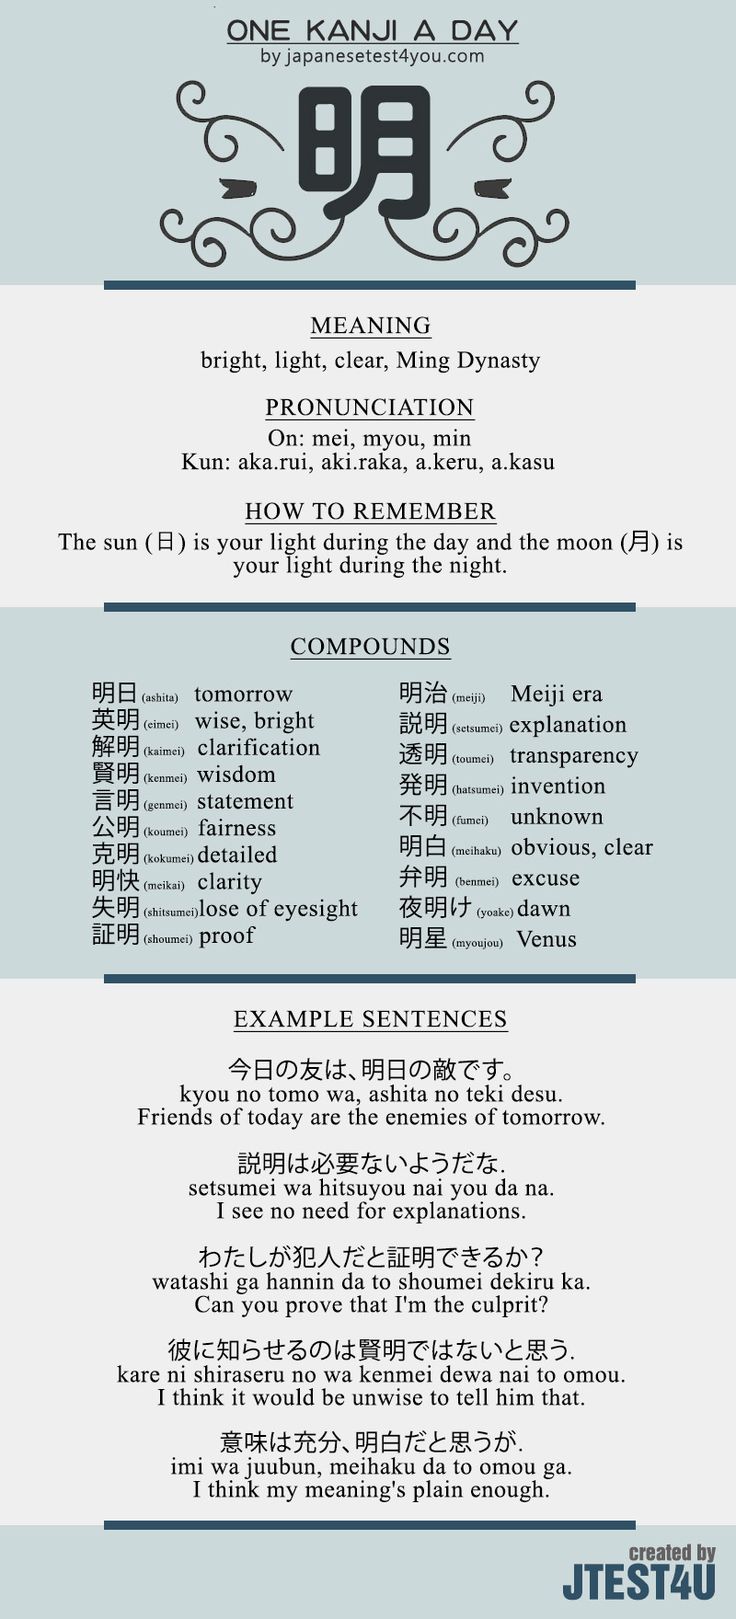 ONE KANJI A DAY
by japanesetest4you.com
明
MEANING
bright, light, clear, Ming Dynasty
PRONUNCIATION
On: mei, myou, min
Kun: aka.rui, aki.raka, a.keru, a.kasu
HOW TO REMEMBER
The sun (日) is your light during the day and the moon (月) is
your light during the night.
COMPOUNDS
明日 (ashita) tomorrow
英明 (eimei) wise, bright
解明 (kaimei) clarification
賢明 (kenmei) wisdom
言明 (genmei) statement
公明 (koumei) fairness
克明 (kokumei) detailed
明快 (meikai) clarity
失明 (shitsumei) lose of eyesight
証明 (shoumei) proof
明治 (meiji) Meiji era
説明 (setsumei) explanation
透明 (toumei) transparency
発明 (hatsumei) invention
不明 (fumei) unknown
明白 (meihaku) obvious, clear
弁明 (benmei) excuse
夜明け (yoake) dawn
明星 (myoujou) Venus
EXAMPLE SENTENCES
今日の友は、明日の敵です。
kyou no tomo wa, ashita no teki desu.
Friends of today are the enemies of tomorrow.
説明は必要ないようだな.
setsumei wa hitsuyou nai you da na.
I see no need for explanations.
わたしが犯人だと証明できるか?
watashi ga hannin da to shoumei dekiru ka.
Can you prove that I'm the culprit?
彼に知らせるのは賢明ではないと思う.
kare ni shiraseru no wa kenmei dewa nai to omou.
I think it would be unwise to tell him that.
意味は充分、明白だと思うが.
imi wa juubun, meihaku da to omou ga.
I think my meaning's plain enough.
created by
JTEST4U